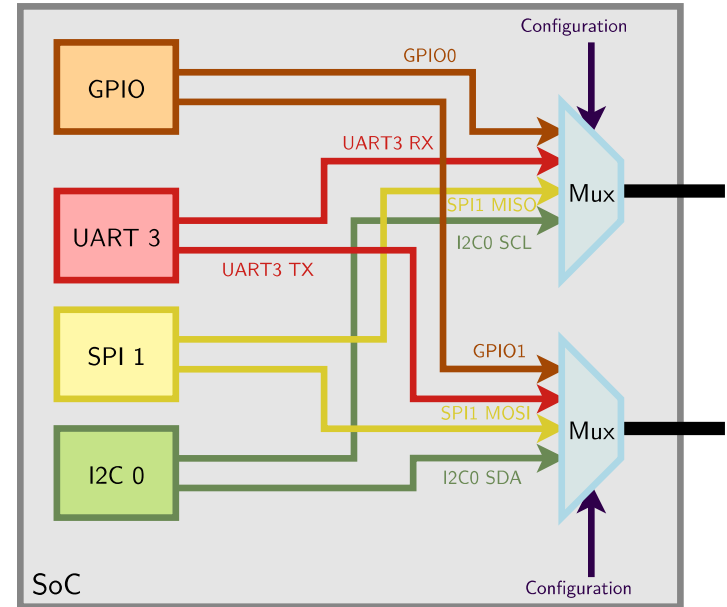 Configuration
GPIO0
GPIO
UART3 RX
Mux
SPI1 MISO
UART 3
I2C0 SCL
UART3 TX
SPI 1
GPIO1
SPI1 MOSI
Mux
I2C 0
I2C0 SDA
SoC
Configuration